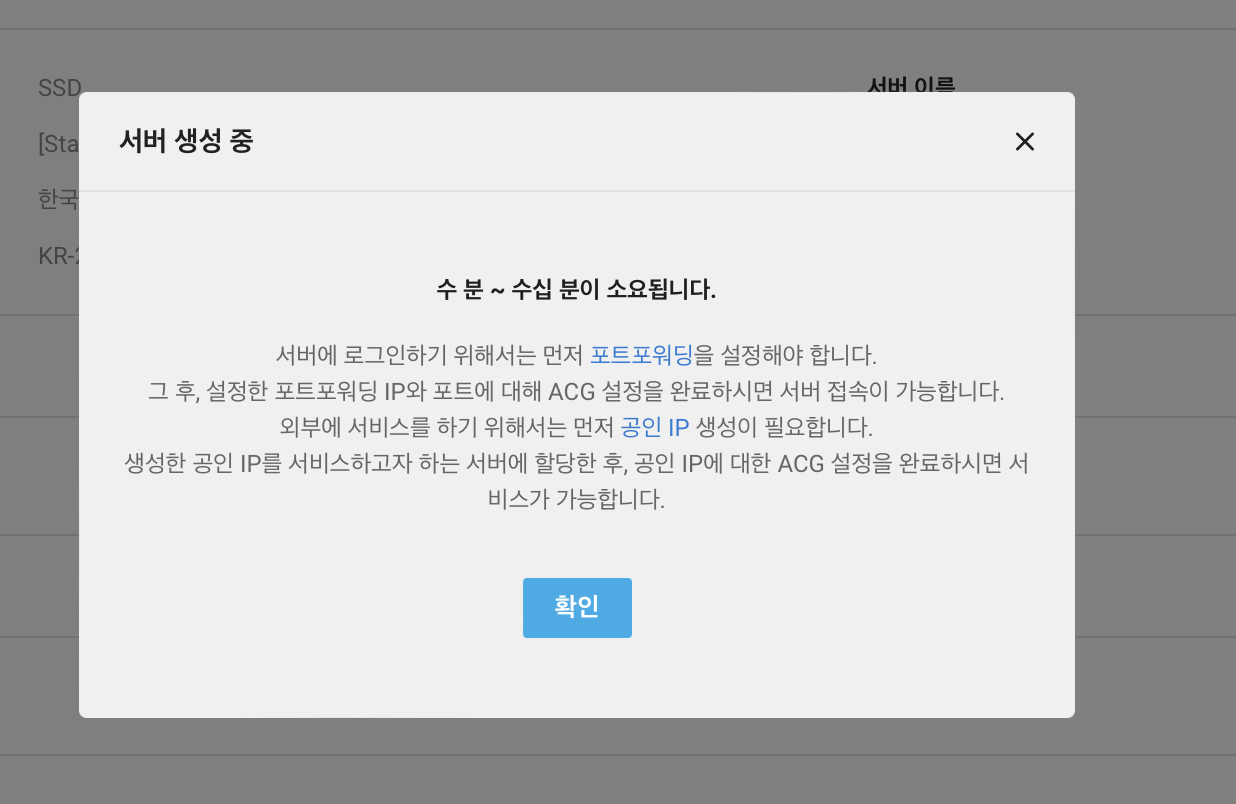 SSD
서버 이름
서버 생성 중
[Sta
한국
KR-2
수 분 ~ 수십 분이 소요됩니다.
서버에 로그인하기 위해서는 먼저 포트포워딩을 설정해야 합니다.
그 후, 설정한 포트포워딩 IP와 포트에 대해 ACG 설정을 완료하시면 서버 접속이 가능합니다.
외부에 서비스를 하기 위해서는 먼저 공인 IP 생성이 필요합니다.
생성한 공인 IP를 서비스하고자 하는 서버에 할당한 후, 공인 IP에 대한 ACG 설정을 완료하시면 서
비스가 가능합니다.
확인